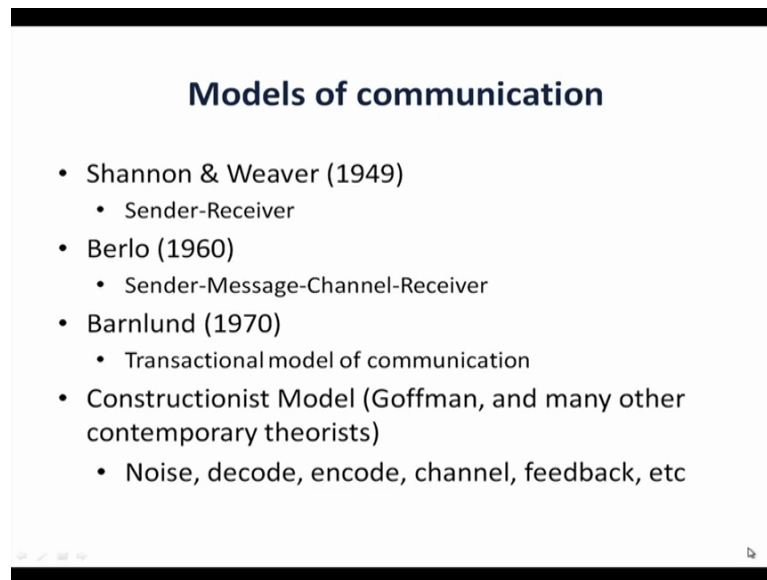 Models of communication
• Shannon & Weaver (1949)
• Sender-Receiver
• Berlo (1960)
• Sender-Message-Channel-Receiver
• Barnlund (1970)
• Transactional model of communication
• Constructionist Model (Goffman, and many other
contemporary theorists)
• Noise, decode, encode, channel, feedback, etc